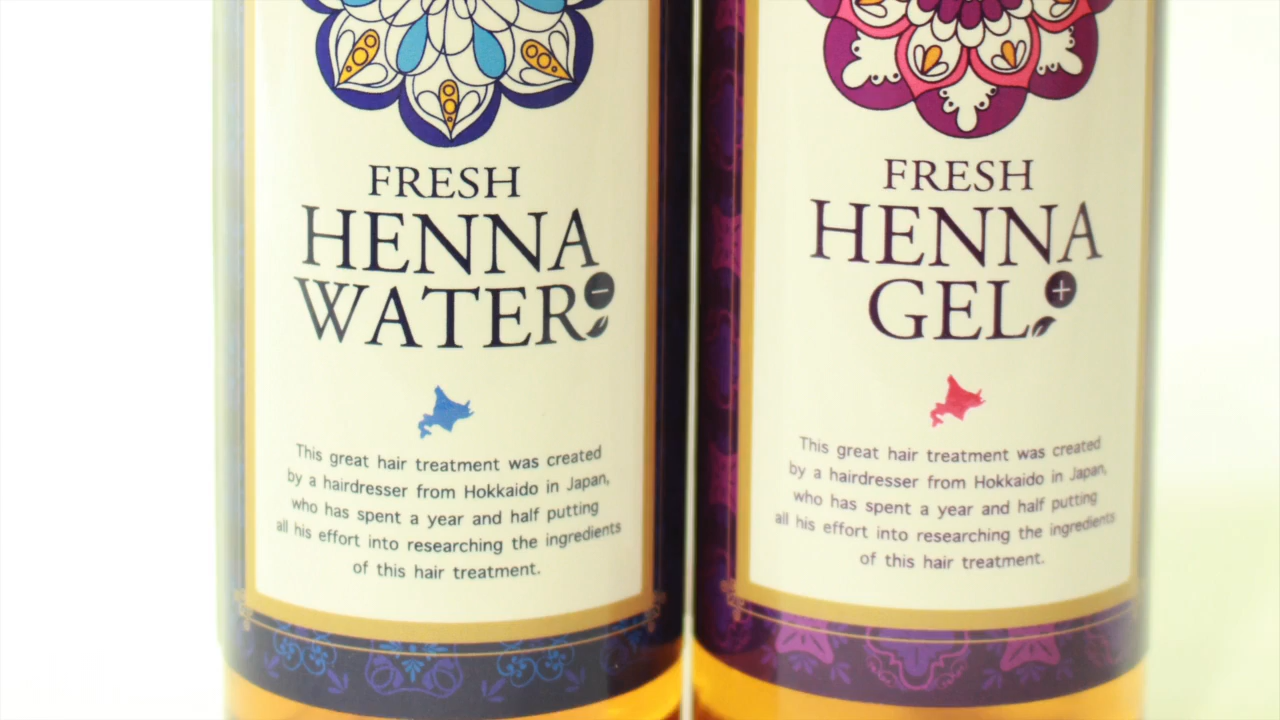 FRESH
HENNA
WATER
This great hair treatment was created
by a hairdresser from Hokkaido in Japan,
who has spent a year and half putting
all his effort into researching the ingredients
of this hair treatment.
FRESH
HENNA
GEL
This great hair treatment was created
by a hairdresser from Hokkaido in Japan,
who has spent a year and half putting
all his effort into researching the ingredients
of this hair treatment.